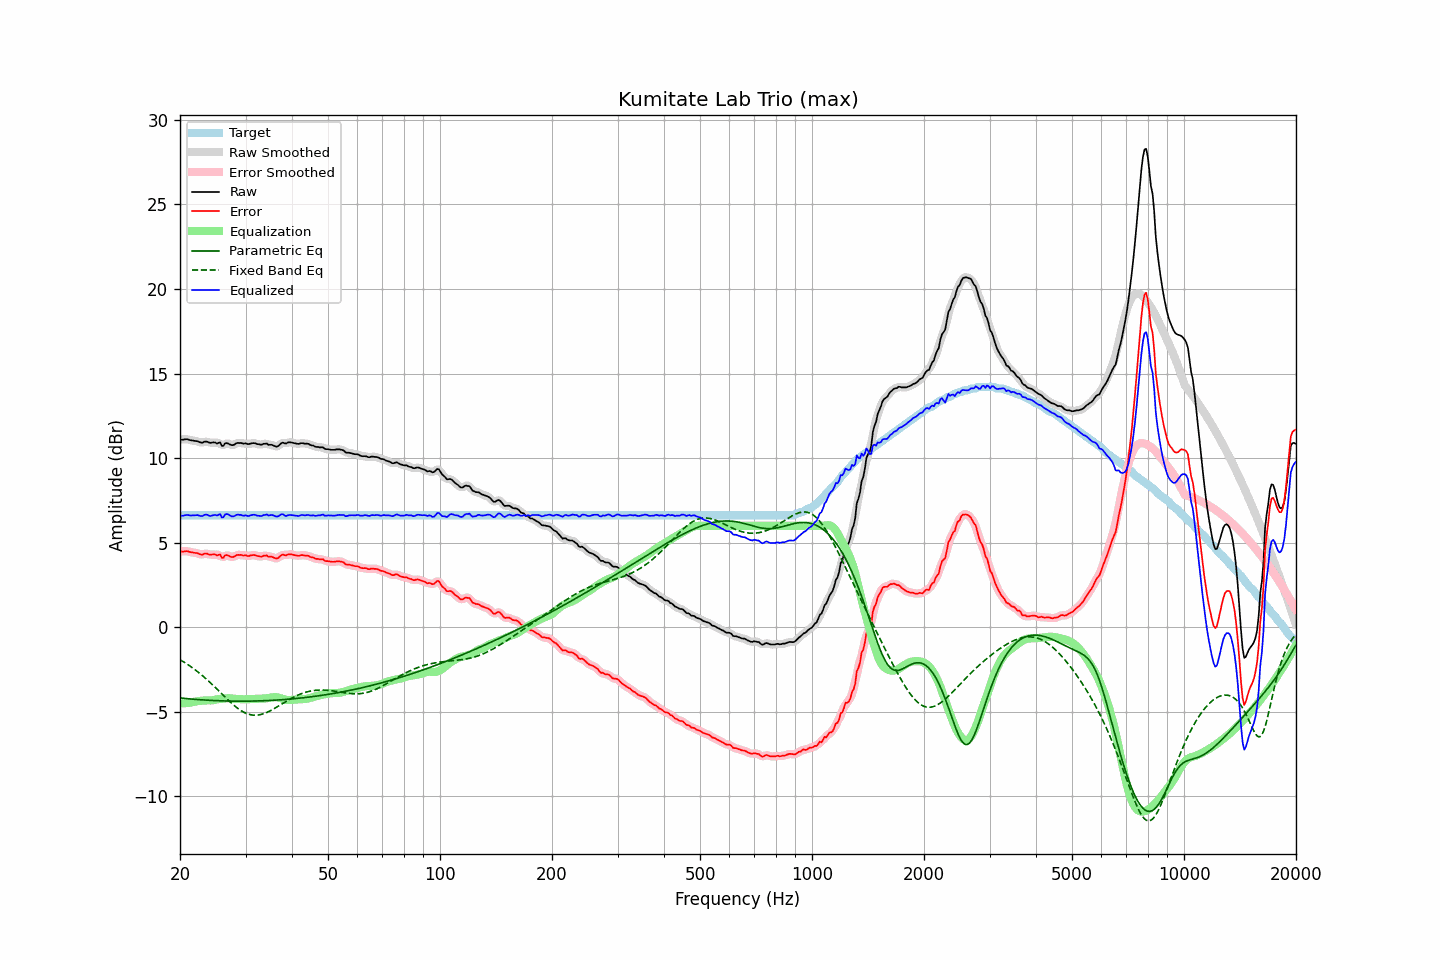 Kumitate Lab Trio (max)
30
25
20
15
10
5
0
−5
−10
Amplitude (dBr)
Target
Raw Smoothed
Error Smoothed
Raw
Error
Equalization
Parametric Eq
Fixed Band Eq
Equalized
20 50 100 200 500 1000 2000 5000 10000 20000
Frequency (Hz)